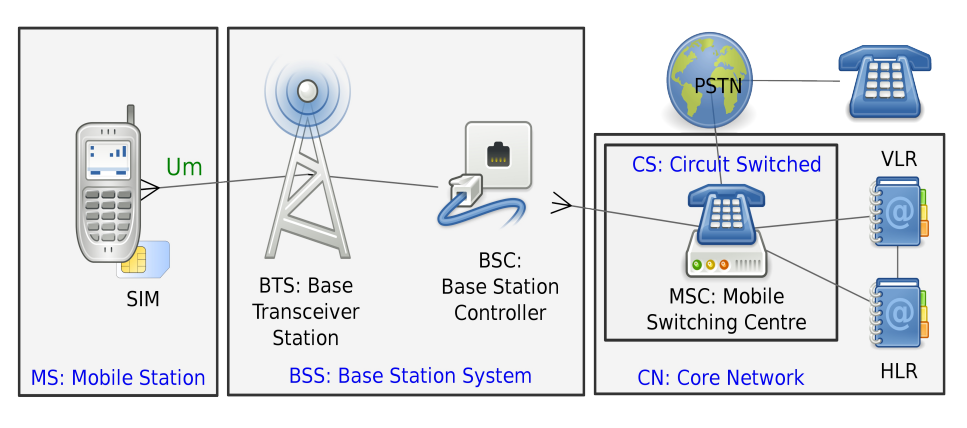 Um
SIM
MS: Mobile Station
BTS: Base
Transceiver
Station
BSC:
Base Station
Controller
BSS: Base Station System
PSTN
CS: Circuit Switched
MSC: Mobile
Switching Centre
VLR
@
@
HLR
CN: Core Network